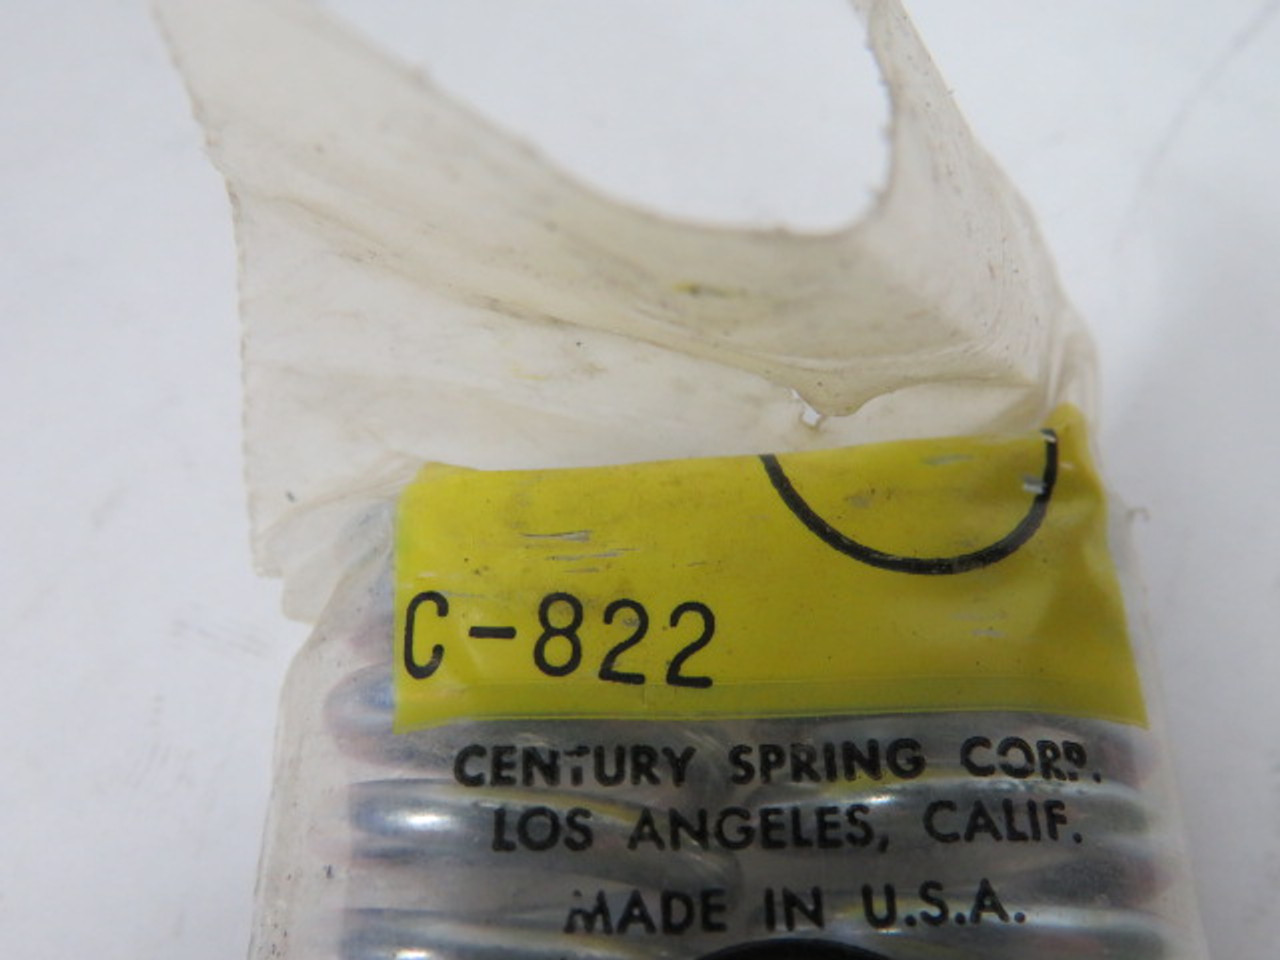 C-822
CENTURY SPRING CORP.
LOS ANGELES, CALIF.
MADE IN U.S.A.